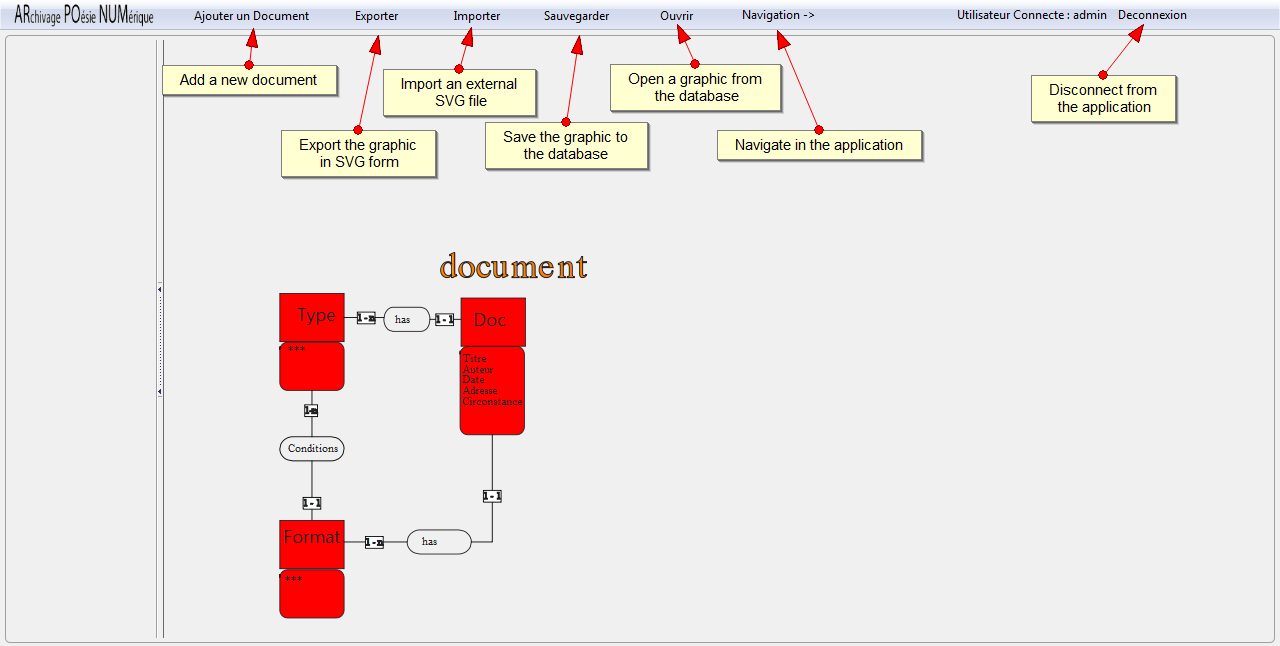 ARchivage POésie NUMérique Ajouter un Document Exporter Importer Sauvegarder Ouvrir Navigation -> Utilisateur Connecte : admin Deconnexion
Add a new document
Import an external
SVG file
Open a graphic from
the database
Disconnect from
the application
Export the graphic
in SVG form
Save the graphic to
the database
Navigate in the application
document
Type 1-n has 1-1 Doc
***
Titre
Auteur
Date
Adresse
Circonstance
1-n
Conditions
1-1
1-1
Format 1-n has
***